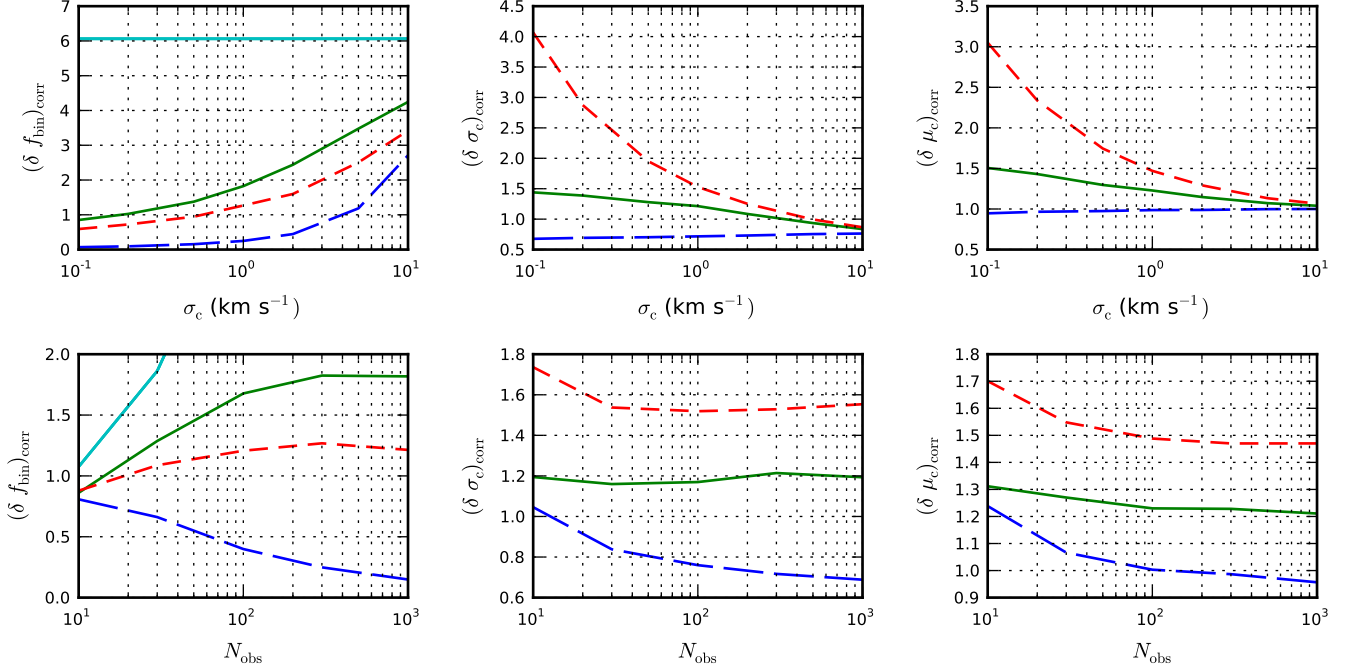 7
6
5
4
3
2
1
0
(δ f_bin)_corr
10^-1 10^0 10^1
σ_c (km s^−1)
4.5
4.0
3.5
3.0
2.5
2.0
1.5
1.0
0.5
(δ σ_c)_corr
10^-1 10^0 10^1
σ_c (km s^−1)
3.5
3.0
2.5
2.0
1.5
1.0
0.5
(δ μ_c)_corr
10^-1 10^0 10^1
σ_c (km s^−1)
2.0
1.5
1.0
0.5
0.0
(δ f_bin)_corr
10^1 10^2 10^3
N_obs
1.8
1.6
1.4
1.2
1.0
0.8
0.6
(δ σ_c)_corr
10^1 10^2 10^3
N_obs
1.8
1.7
1.6
1.5
1.4
1.3
1.2
1.1
1.0
0.9
(δ μ_c)_corr
10^1 10^2 10^3
N_obs